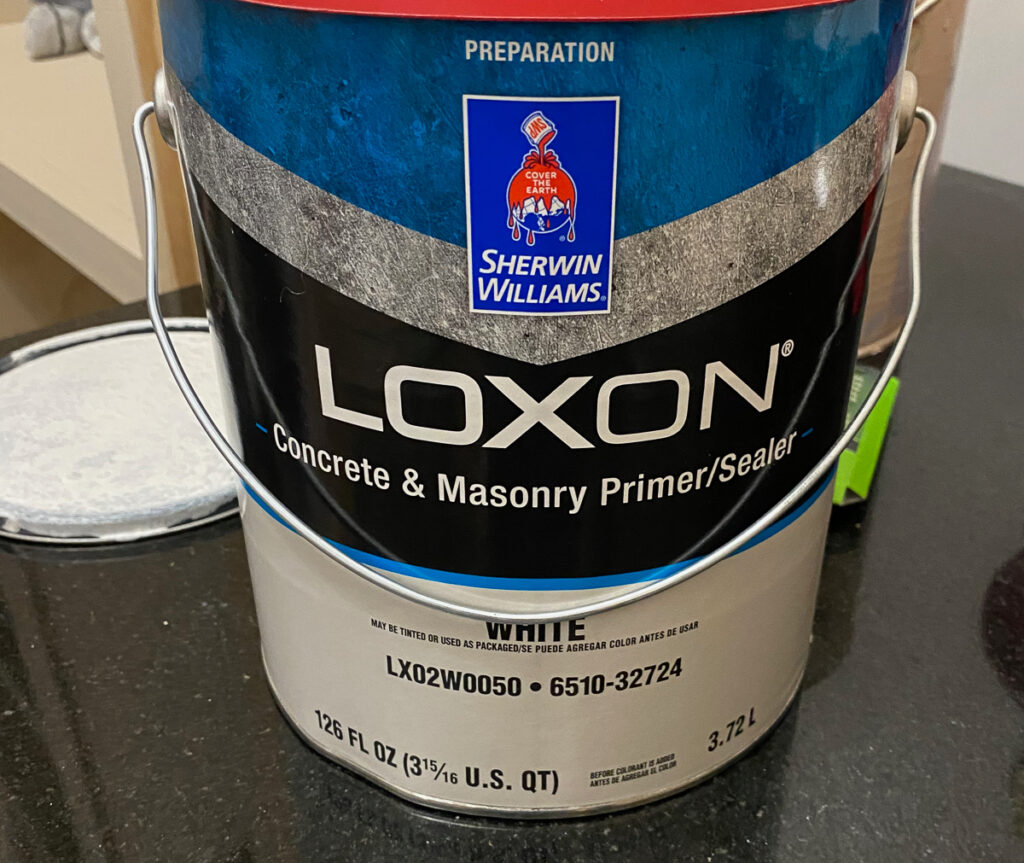 PREPARATION
SWP
COVER
THE
EARTH
®
SHERWIN
WILLIAMS®
LOXON®
Concrete & Masonry Primer/Sealer
WHITE
MAY BE TINTED OR USED AS PACKAGED/SE PUEDE AGREGAR COLOR ANTES DE USAR
LX02W0050 • 6510-32724
126 FL OZ (3 15/16 U.S. QT)
BEFORE COLORANT IS ADDED
ANTES DE AGREGAR EL COLOR
3.72 L